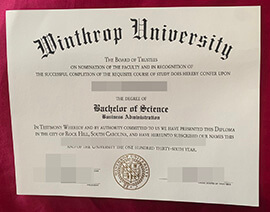 Winthrop University
THE BOARD OF TRUSTEES
ON NOMINATION OF THE FACULTY AND IN RECOGNITION OF
THE SUCCESSFUL COMPLETION OF THE REQUISITE COURSE OF STUDY DOES HEREBY CONFER UPON
THE DEGREE OF
Bachelor of Science
Business Administration
IN TESTIMONY WHEREOF AND BY AUTHORITY COMMITTED TO US WE HAVE PRESENTED THIS DIPLOMA
IN THIS CITY OF ROCK HILL, SOUTH CAROLINA, AND HAVE HEREUNTO SUBSCRIBED OUR NAMES THIS
OF THE UNIVERSITY THE ONE HUNDRED THIRTY-SIXTH YEAR.